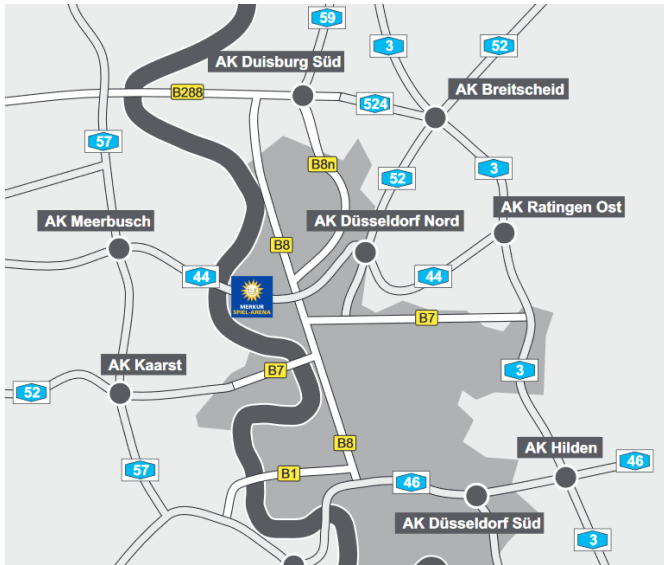 59
3
52
AK Duisburg Süd
B288
AK Breitscheid
524
57
B8n
3
52
AK Meerbusch
AK Düsseldorf Nord
AK Ratingen Ost
B8
44
44
MERKUR
SPIEL-ARENA
B7
AK Kaarst
B7
3
52
B8
AK Hilden
57
B1
46
46
AK Düsseldorf Süd
3